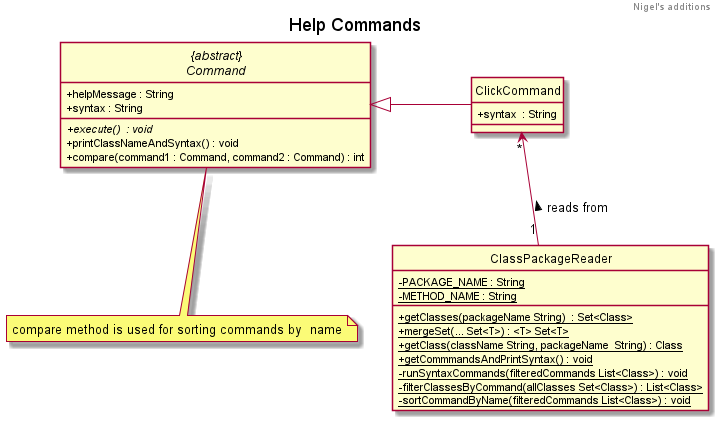 Nigel's additions
Help Commands
{abstract}
Command
+helpMessage : String
+syntax : String
+execute() : void
+printClassNameAndSyntax() : void
+compare(command1 : Command, command2 : Command) : int
ClickCommand
+syntax : String
*
reads from
1
ClassPackageReader
-PACKAGE_NAME : String
-METHOD_NAME : String
+getClasses(packageName String) : Set<Class>
+mergeSet(... Set<T>) : <T> Set<T>
+getClass(className String, packageName String) : Class
+getCommmandsAndPrintSyntax() : void
-runSyntaxCommands(filteredCommands List<Class>) : void
-filterClassesByCommand(allClasses Set<Class>) : List<Class>
-sortCommandByName(filteredCommands List<Class>) : void
compare method is used for sorting commands by name